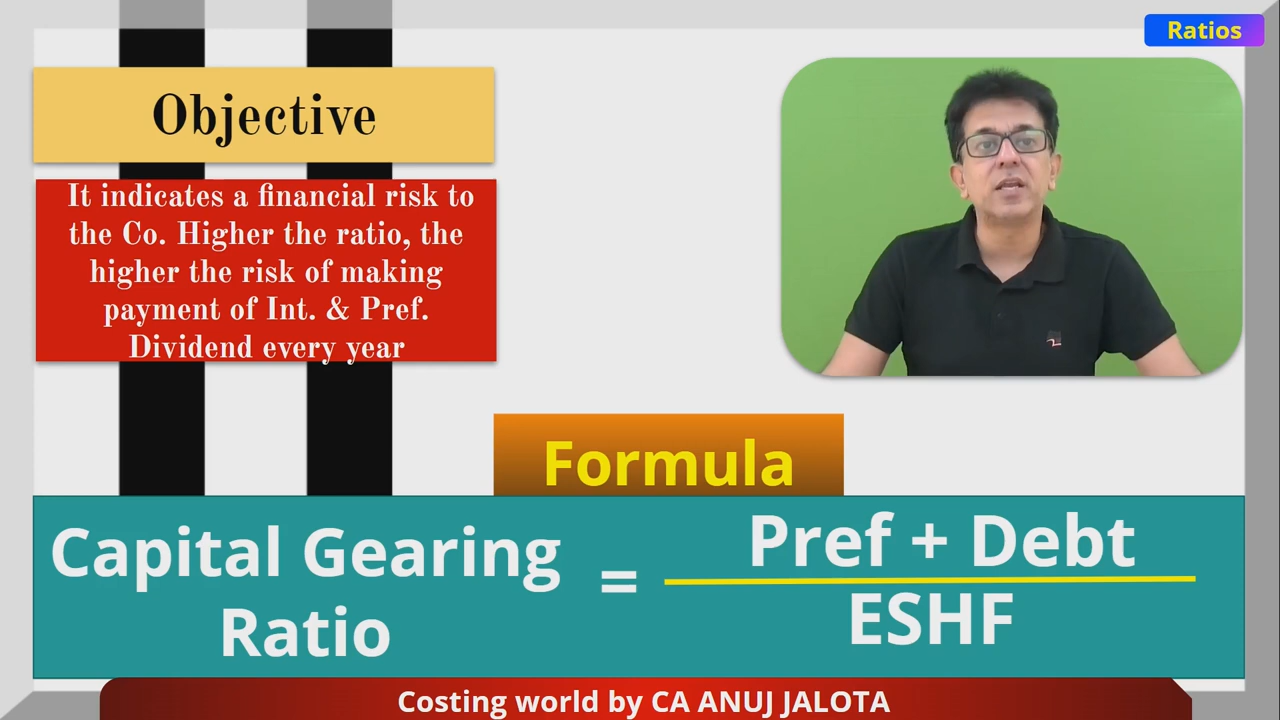 Ratios
Objective
It indicates a financial risk to
the Co. Higher the ratio, the
higher the risk of making
payment of Int. & Pref.
Dividend every year
Formula
Capital Gearing
Ratio
=
Pref + Debt
ESHF
Costing world by CA ANUJ JALOTA